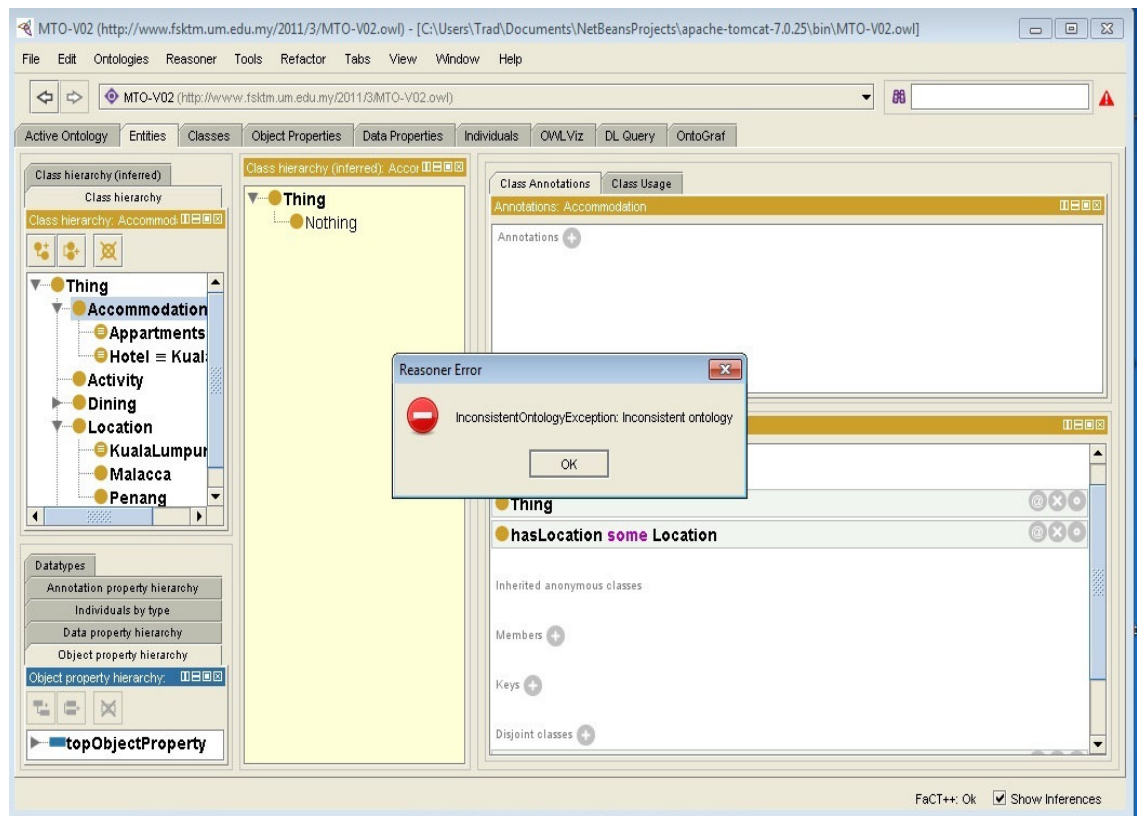 MTO-V02 (http://www.fsktm.um.edu.my/2011/3/MTO-V02.owl) - [C:\Users\Trad\Documents\NetBeansProjects\apache-tomcat-7.0.25\bin\MTO-V02.owl]
File Edit Ontologies Reasoner Tools Refactor Tabs View Window Help
MTO-V02 (http://www.fsktm.um.edu.my/2011/3/MTO-V02.owl)
Active Ontology Entities Classes Object Properties Data Properties Individuals OWLViz DL Query OntoGraf
Class hierarchy (inferred)
Class hierarchy
Class hierarchy: Accommod
Thing
Accommodation
Appartments
Hotel ≡ Kual
Activity
Dining
Location
KualaLumpur
Malacca
Penang
Datatypes
Annotation property hierarchy
Individuals by type
Data property hierarchy
Object property hierarchy
Object property hierarchy:
topObjectProperty
Class hierarchy (inferred): Accor
Thing
Nothing
Class Annotations Class Usage
Annotations: Accommodation
Annotations
Reasoner Error
InconsistentOntologyException: Inconsistent ontology
OK
Thing
hasLocation some Location
Inherited anonymous classes
Members
Keys
Disjoint classes
FaCT++: Ok Show Inferences